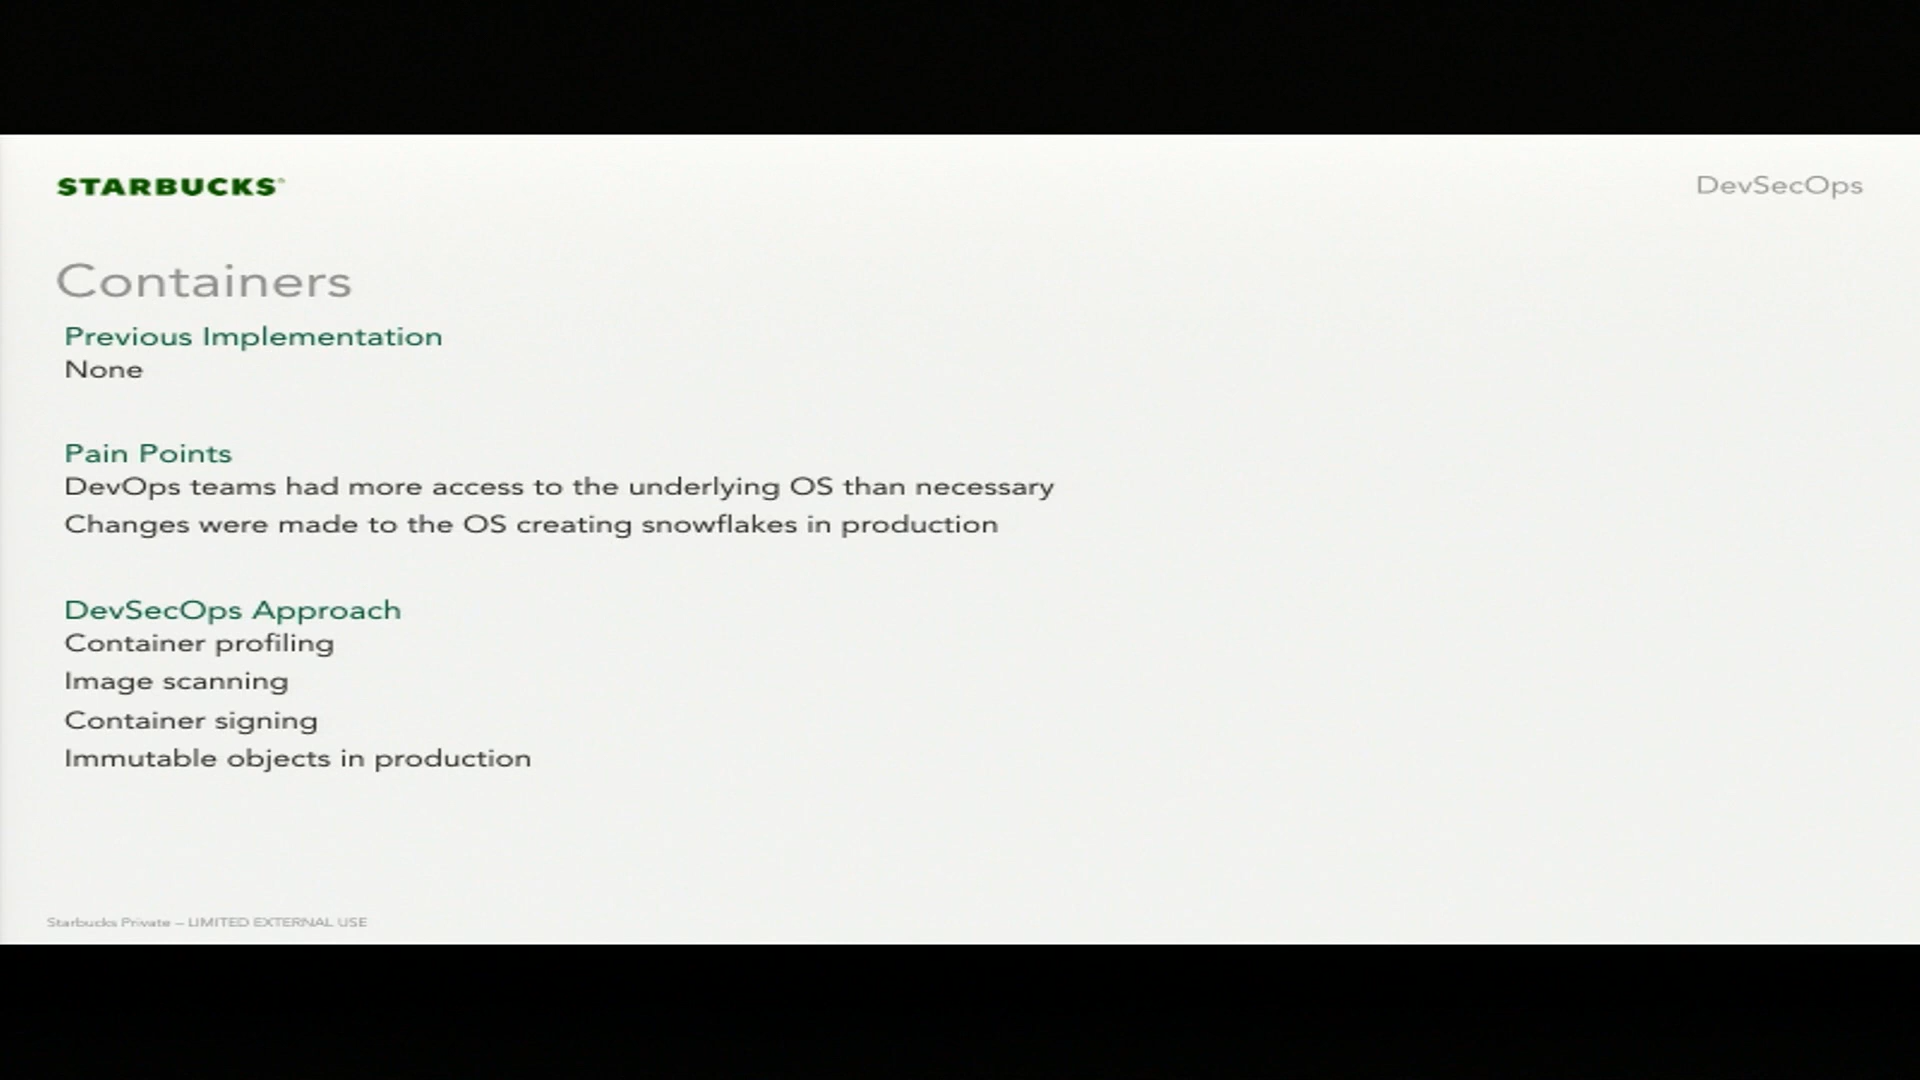 STARBUCKS
DevSecOps
Containers
Previous Implementation
None
Pain Points
DevOps teams had more access to the underlying OS than necessary
Changes were made to the OS creating snowflakes in production
DevSecOps Approach
Container profiling
Image scanning
Container signing
Immutable objects in production
Starbucks Private – LIMITED EXTERNAL USE